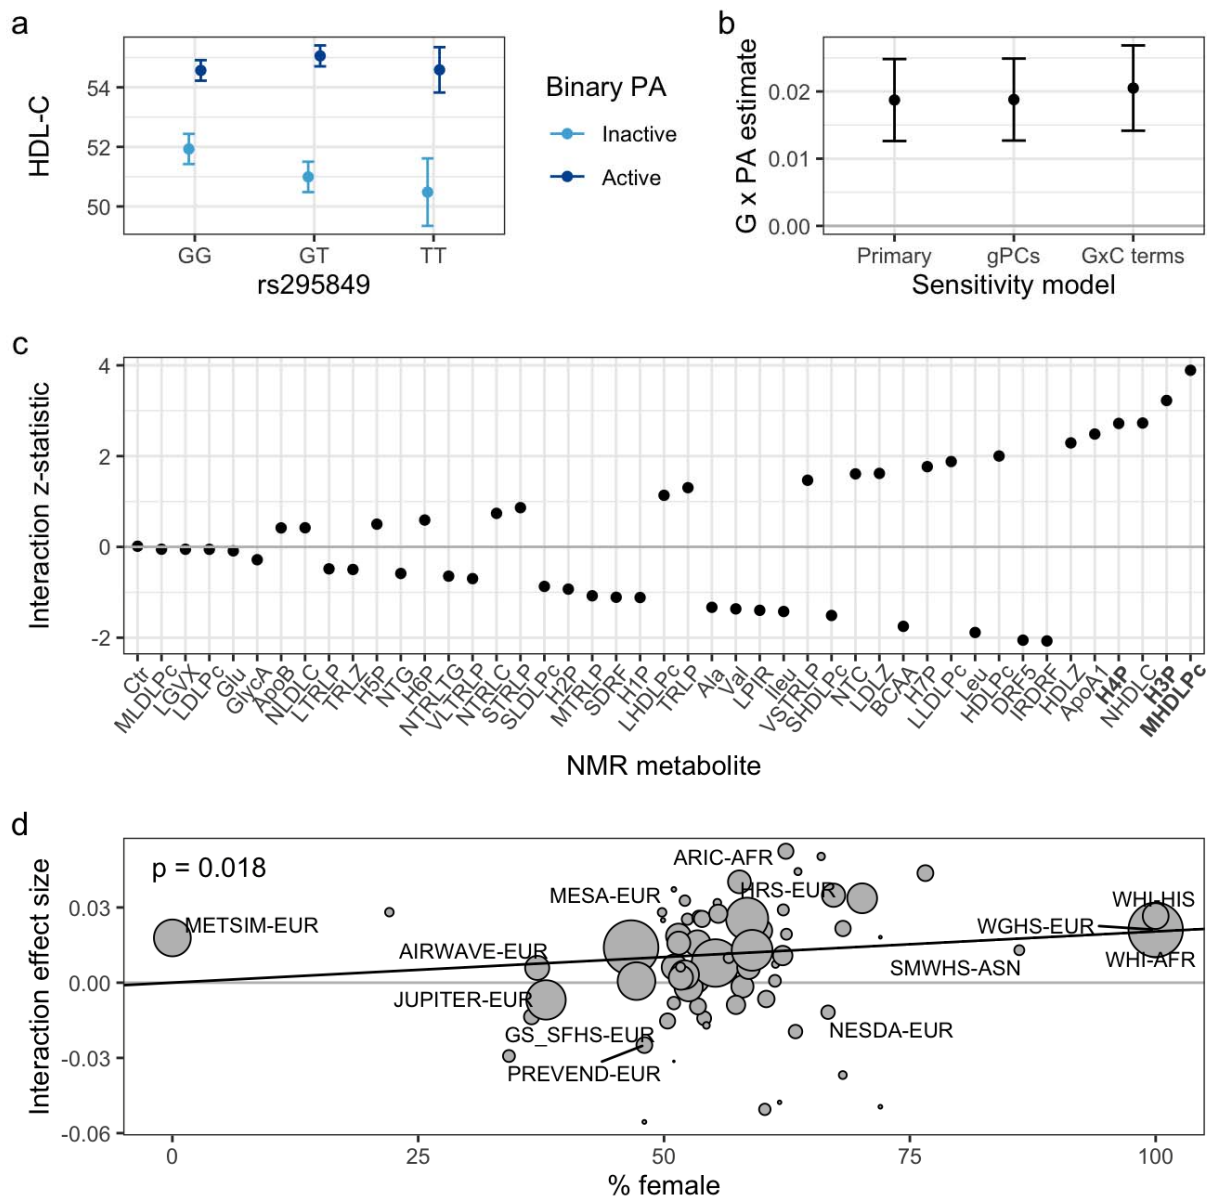 a
54
52
50
HDL-C
GG GT TT
rs295849
Binary PA
Inactive
Active
b
0.02
0.01
0.00
G x PA estimate
Primary gPCs GxC terms
Sensitivity model
c
4
2
0
-2
Interaction z-statistic
Ctr
MLDLPc
LGVX
LDLPc
Glu
GlycA
ApoB
NLDLC
LTRLP
TRLZ
H5P
NTG
H6P
NTRLTG
VLTRLP
NTRLC
STRLP
SLDLPc
H2P
MTRLP
SDRF
H1P
LHDLPc
TRLP
Ala
Val
LPIR
Ileu
VSTRLP
SHDLPc
NTC
LDLZ
BCAA
H7P
LLDLPc
Leu
HDLPc
DRF5
IRDRF
HDLZ
ApoA1
H4P
NHDLC
H3P
MHDLPc
NMR metabolite
d
p = 0.018
0.03
0.00
-0.03
-0.06
Interaction effect size
METSIM-EUR
ARIC-AFR
MESA-EUR
HRS-EUR
WHI-HIS
WGHS-EUR
AIRWAVE-EUR
SMWHS-ASN
WHI-AFR
JUPITER-EUR
GS_SFHS-EUR
NESDA-EUR
PREVEND-EUR
0 25 50 75 100
% female